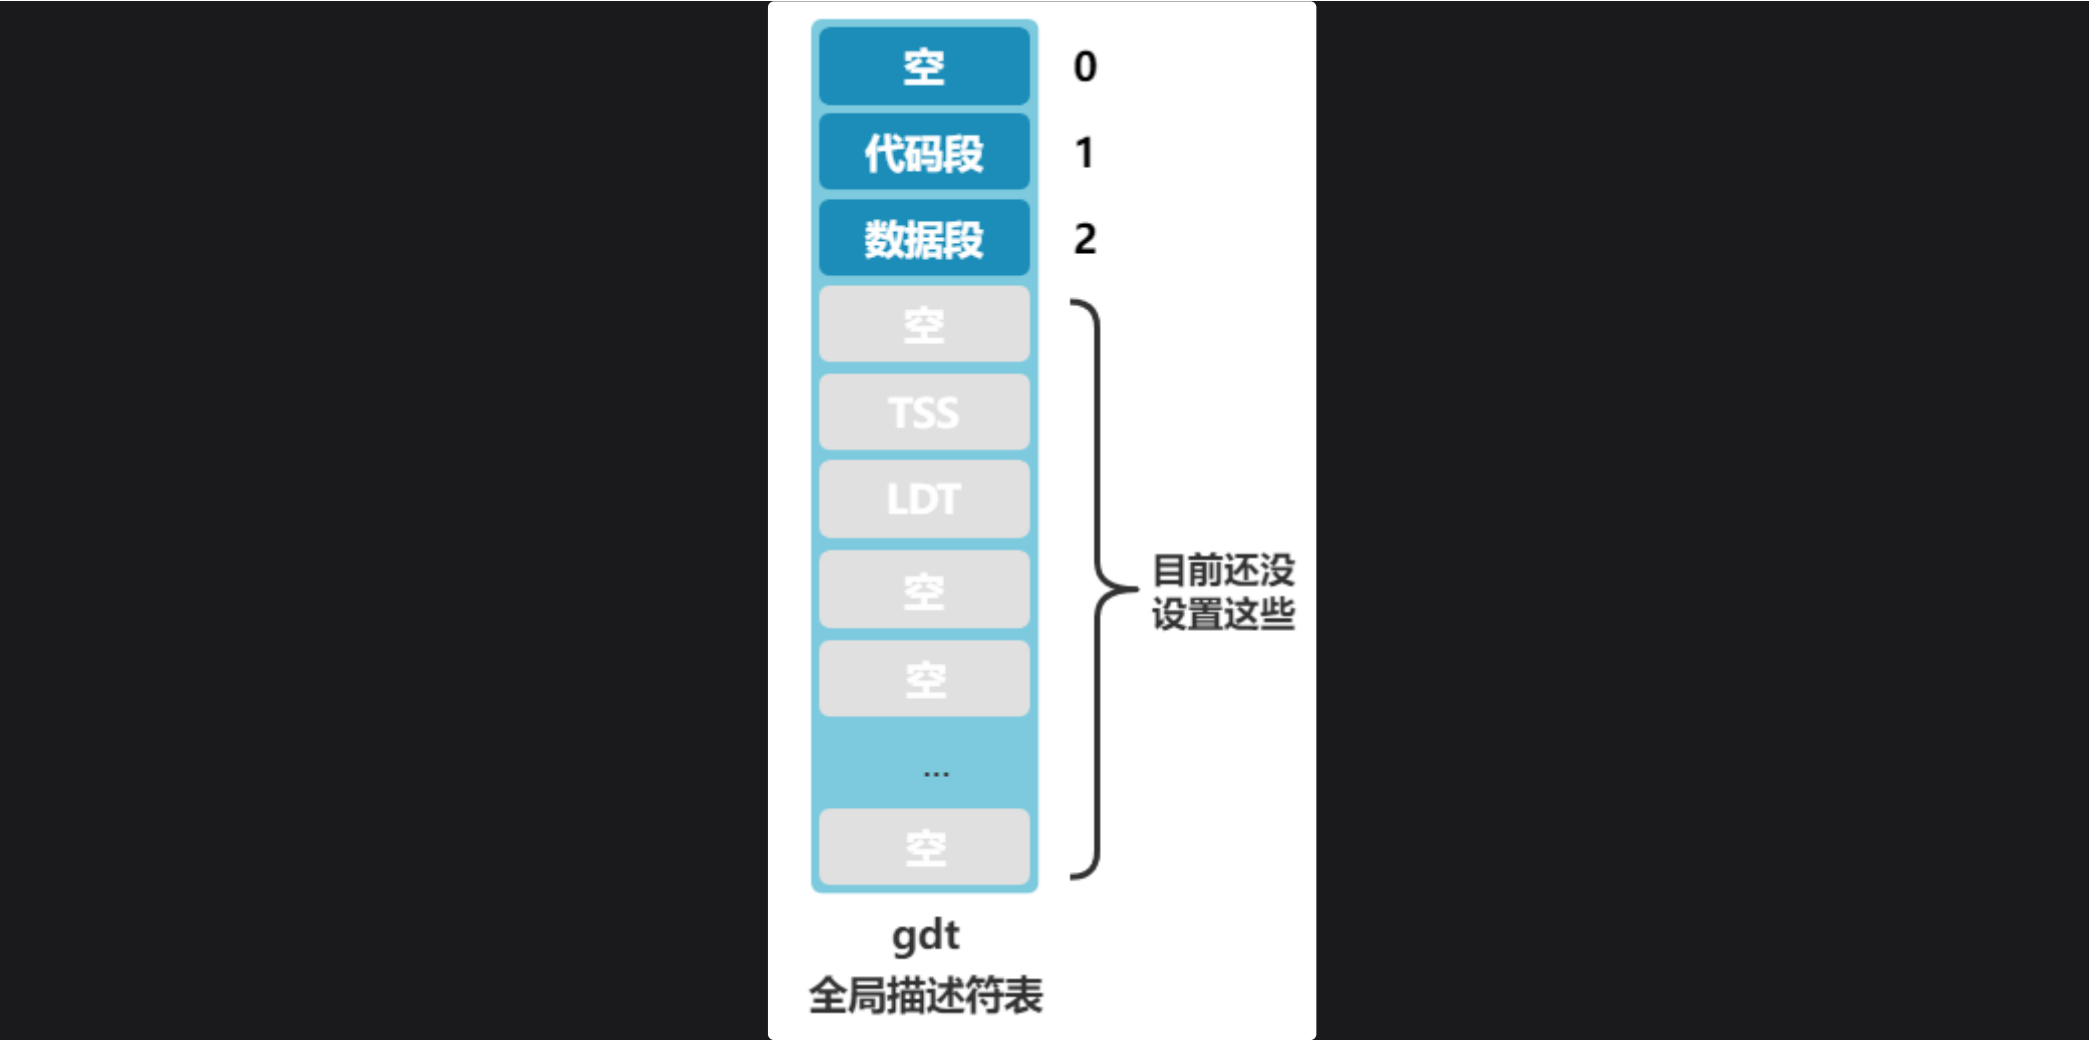 空 0
代码段 1
数据段 2
空
TSS
LDT
空
空
...
空
目前还没
设置这些
gdt
全局描述符表